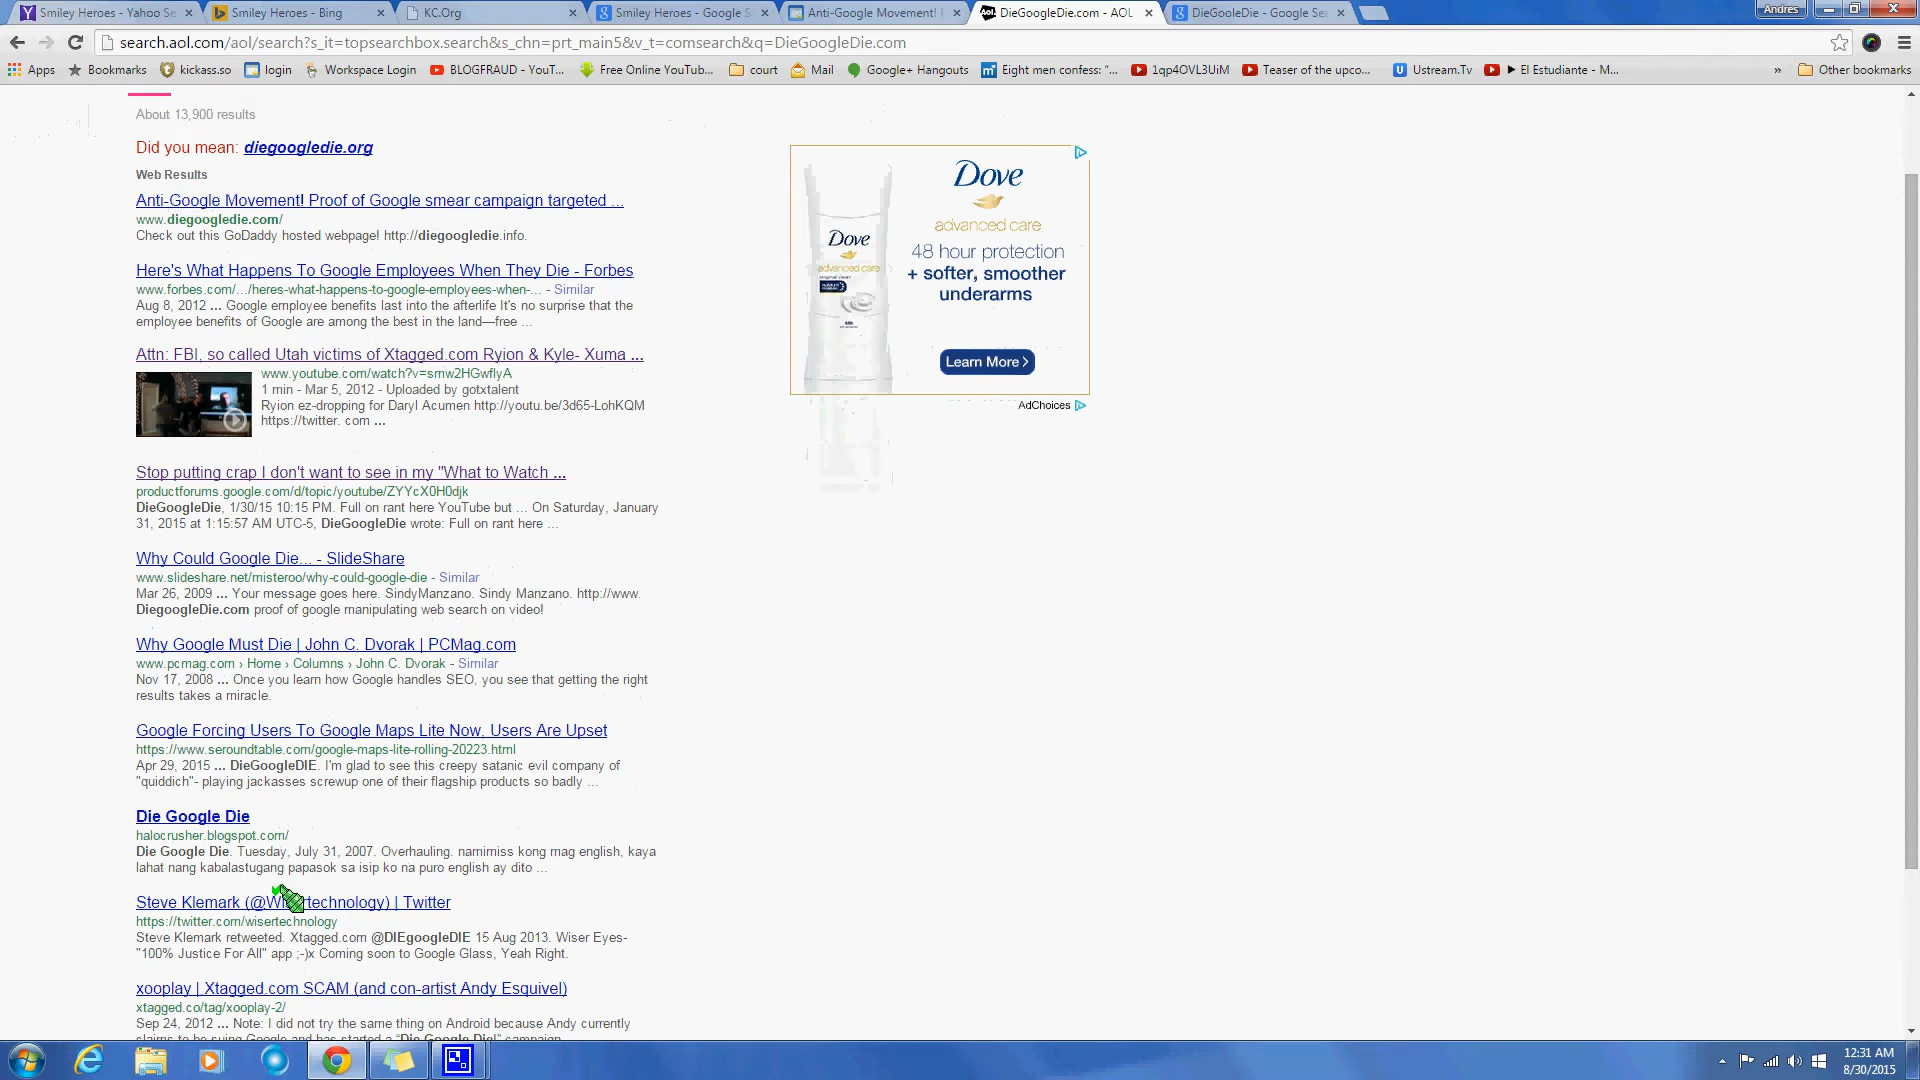 Smiley Heroes - Yahoo Se
Smiley Heroes - Bing
KC.Org
Smiley Heroes - Google S
Anti-Google Movement! P
DieGoogleDie.com - AOL
DieGooleDie - Google Sea
Andres
search.aol.com/aol/search?s_it=topsearchbox.search&s_chn=prt_main5&v_t=comsearch&q=DieGoogleDie.com
Apps
Bookmarks
kickass.so
login
Workspace Login
BLOGFRAUD - YouT...
Free Online YouTub...
court
Mail
Google+ Hangouts
Eight men confess: "...
1qp4OVL3UiM
Teaser of the upco...
Ustream.Tv
► El Estudiante - M...
»
Other bookmarks
About 13,900 results
Did you mean: diegoogledie.org
Web Results
Anti-Google Movement! Proof of Google smear campaign targeted ...
www.diegoogledie.com/
Check out this GoDaddy hosted webpage! http://diegoogledie.info.
Here's What Happens To Google Employees When They Die - Forbes
www.forbes.com/.../heres-what-happens-to-google-employees-when-... - Similar
Aug 8, 2012 ... Google employee benefits last into the afterlife It's no surprise that the
employee benefits of Google are among the best in the land—free ...
Attn: FBI, so called Utah victims of Xtagged.com Ryion & Kyle- Xuma ...
www.youtube.com/watch?v=smw2HGwflyA
1 min - Mar 5, 2012 - Uploaded by gotxtalent
Ryion ez-dropping for Daryl Acumen http://youtu.be/3d65-LohKQM
https://twitter. com ...
Stop putting crap I don't want to see in my "What to Watch ...
productforums.google.com/d/topic/youtube/ZYYcX0H0djk
DieGoogleDie, 1/30/15 10:15 PM. Full on rant here YouTube but ... On Saturday, January
31, 2015 at 1:15:57 AM UTC-5, DieGoogleDie wrote: Full on rant here ...
Why Could Google Die... - SlideShare
www.slideshare.net/misteroo/why-could-google-die - Similar
Mar 26, 2009 ... Your message goes here. SindyManzano. Sindy Manzano. http://www.
DiegoogleDie.com proof of google manipulating web search on video!
Why Google Must Die | John C. Dvorak | PCMag.com
www.pcmag.com › Home › Columns › John C. Dvorak - Similar
Nov 17, 2008 ... Once you learn how Google handles SEO, you see that getting the right
results takes a miracle.
Google Forcing Users To Google Maps Lite Now, Users Are Upset
https://www.seroundtable.com/google-maps-lite-rolling-20223.html
Apr 29, 2015 ... DieGoogleDIE. I'm glad to see this creepy satanic evil company of
"quiddich"- playing jackasses screwup one of their flagship products so badly ...
Die Google Die
halocrusher.blogspot.com/
Die Google Die. Tuesday, July 31, 2007. Overhauling. namimiss kong mag english, kaya
lahat nang kabalastugang papasok sa isip ko na puro english ay dito ...
Steve Klemark (@Wisertechnology) | Twitter
https://twitter.com/wisertechnology
Steve Klemark retweeted. Xtagged.com @DIEgoogleDIE 15 Aug 2013. Wiser Eyes-
"100% Justice For All" app ;-)x Coming soon to Google Glass, Yeah Right.
xooplay | Xtagged.com SCAM (and con-artist Andy Esquivel)
xtagged.co/tag/xooplay-2/
Sep 24, 2012 ... Note: I did not try the same thing on Android because Andy currently
claims to be suing Google and has started a "Die Google Die!" campaign
Dove
advanced care
48 hour protection
+ softer, smoother
underarms
Learn More >
Dove
advanced care
AdChoices
12:31 AM
8/30/2015